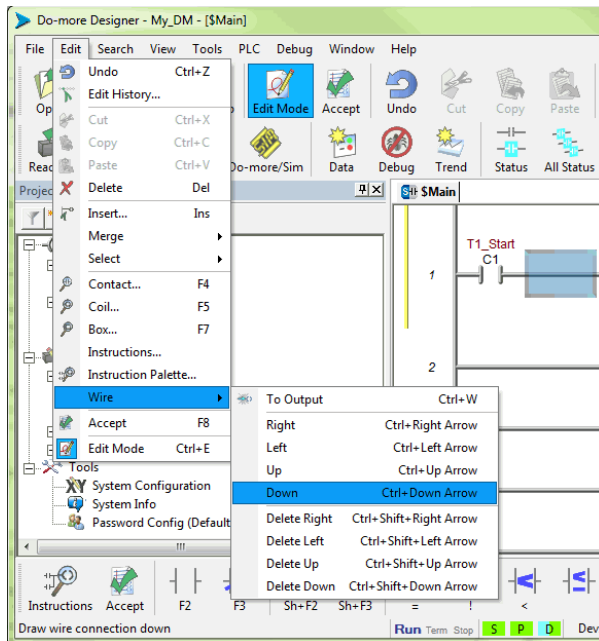 Do-more Designer - My_DM - [$Main]
File Edit Search View Tools PLC Debug Window Help
Undo Ctrl+Z
Edit History...
Cut Ctrl+X
Copy Ctrl+C
Paste Ctrl+V
Delete Del
Insert... Ins
Merge
Select
Contact... F4
Coil... F5
Box... F7
Instructions...
Instruction Palette...
Wire
Accept F8
Edit Mode Ctrl+E
Edit Mode Accept Undo Cut Copy Paste
Do-more/Sim Data Debug Trend Status All Status
$Main
T1_Start
C1
1
2
To Output Ctrl+W
Right Ctrl+Right Arrow
Left Ctrl+Left Arrow
Up Ctrl+Up Arrow
Down Ctrl+Down Arrow
Delete Right Ctrl+Shift+Right Arrow
Delete Left Ctrl+Shift+Left Arrow
Delete Up Ctrl+Shift+Up Arrow
Delete Down Ctrl+Shift+Down Arrow
Tools
System Configuration
System Info
Password Config (Default
Instructions Accept F2 F3 Sh+F2 Sh+F3 = ! <
Draw wire connection down
Run Term Stop S P D Dev